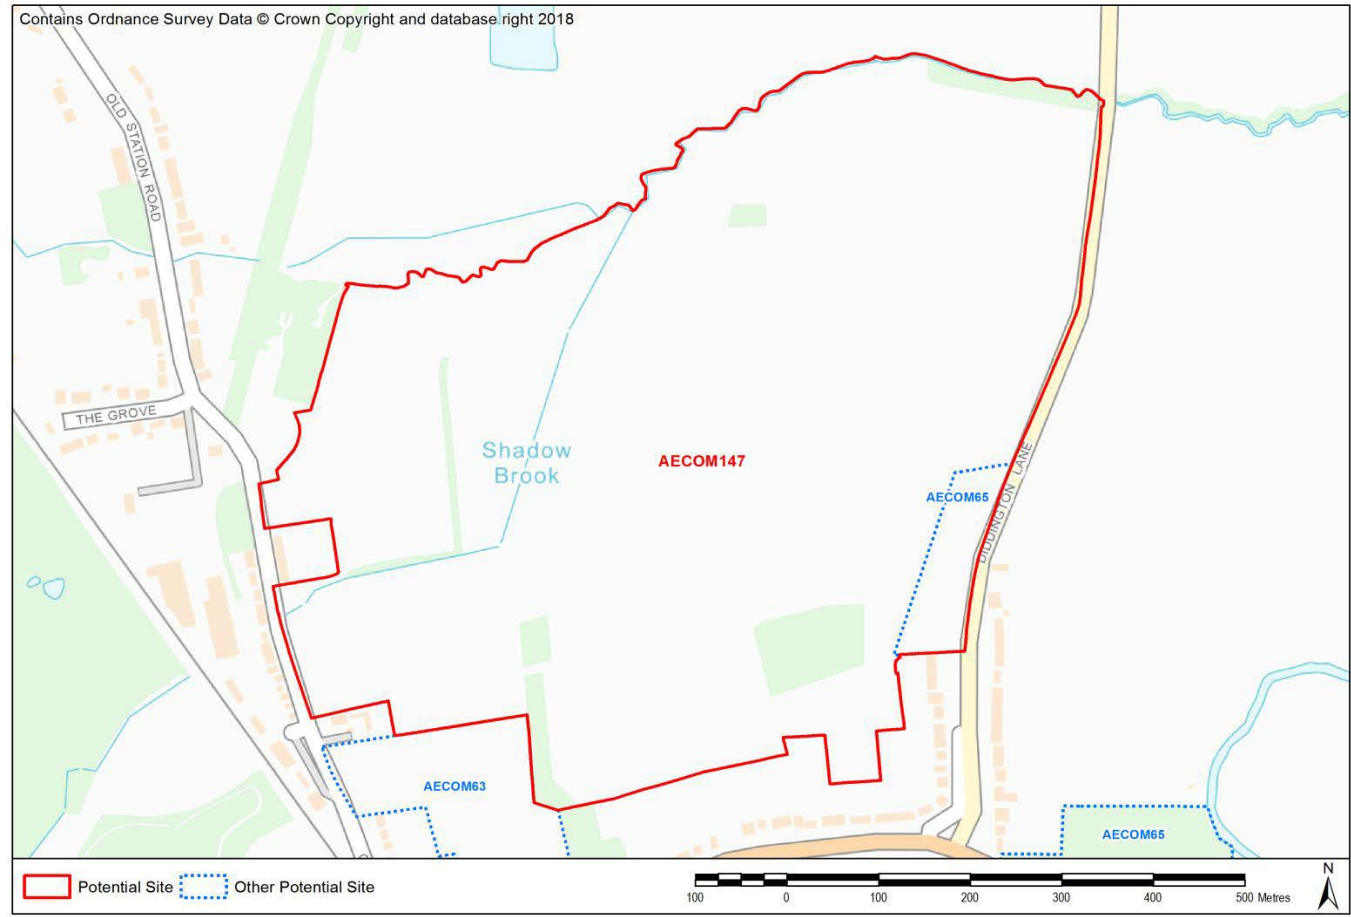 Contains Ordnance Survey Data © Crown Copyright and database right 2018
OLD STATION ROAD
THE GROVE
Shadow
Brook
AECOM147
AECOM65
DIDDINGTON LANE
AECOM63
AECOM65
Potential Site
Other Potential Site
100 0 100 200 300 400 500 Metres
N